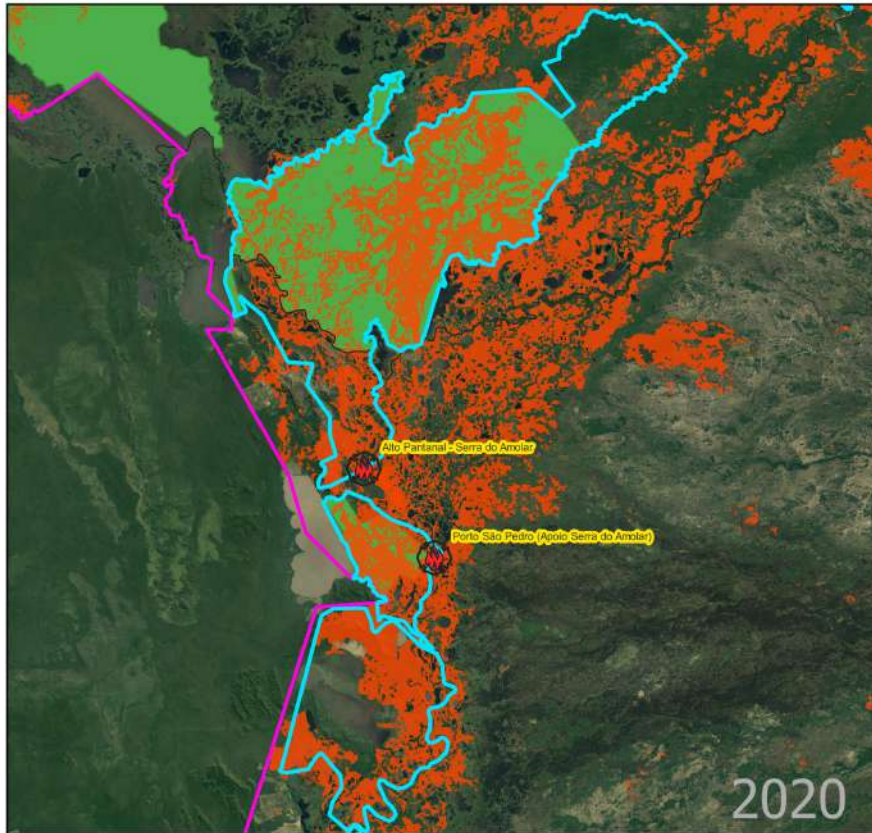 Alto Pantanal - Serra do Amolar
Porto São Pedro (Apoio Serra do Amolar)
2020